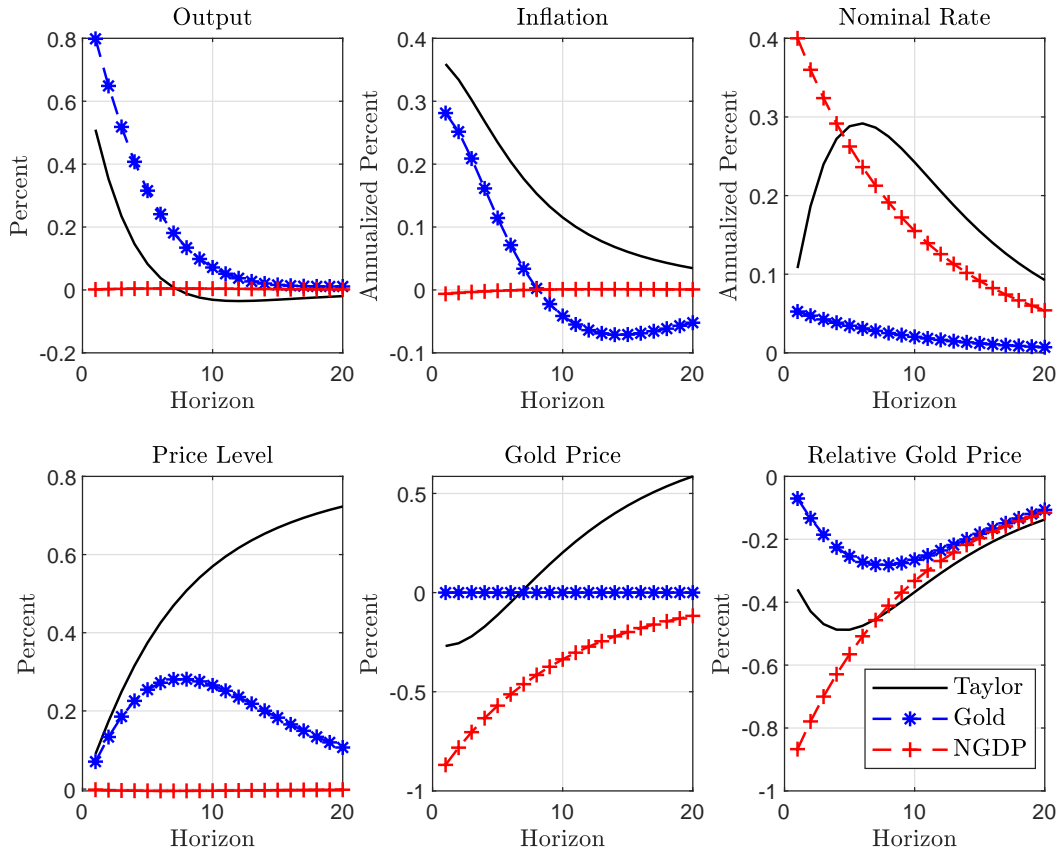 Output
Percent
0.8
0.6
0.4
0.2
0
-0.2
0
10
20
Horizon
Inflation
Annualized Percent
0.4
0.3
0.2
0.1
0
-0.1
0
10
20
Horizon
Nominal Rate
Annualized Percent
0.4
0.3
0.2
0.1
0
0
10
20
Horizon
Price Level
Percent
0.8
0.6
0.4
0.2
0
0
10
20
Horizon
Gold Price
Percent
0.5
0
-0.5
-1
0
10
20
Horizon
Relative Gold Price
Percent
0
-0.2
-0.4
-0.6
-0.8
-1
0
10
20
Horizon
Taylor
Gold
NGDP